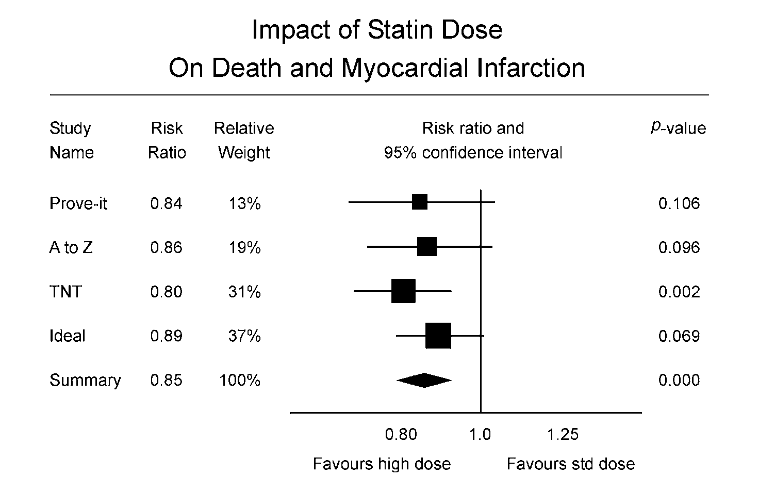 Impact of Statin Dose
On Death and Myocardial Infarction
Study Risk Relative Risk ratio and p-value
Name Ratio Weight 95% confidence interval
Prove-it 0.84 13% 0.106
A to Z 0.86 19% 0.096
TNT 0.80 31% 0.002
Ideal 0.89 37% 0.069
Summary 0.85 100% 0.000
0.80 1.0 1.25
Favours high dose Favours std dose